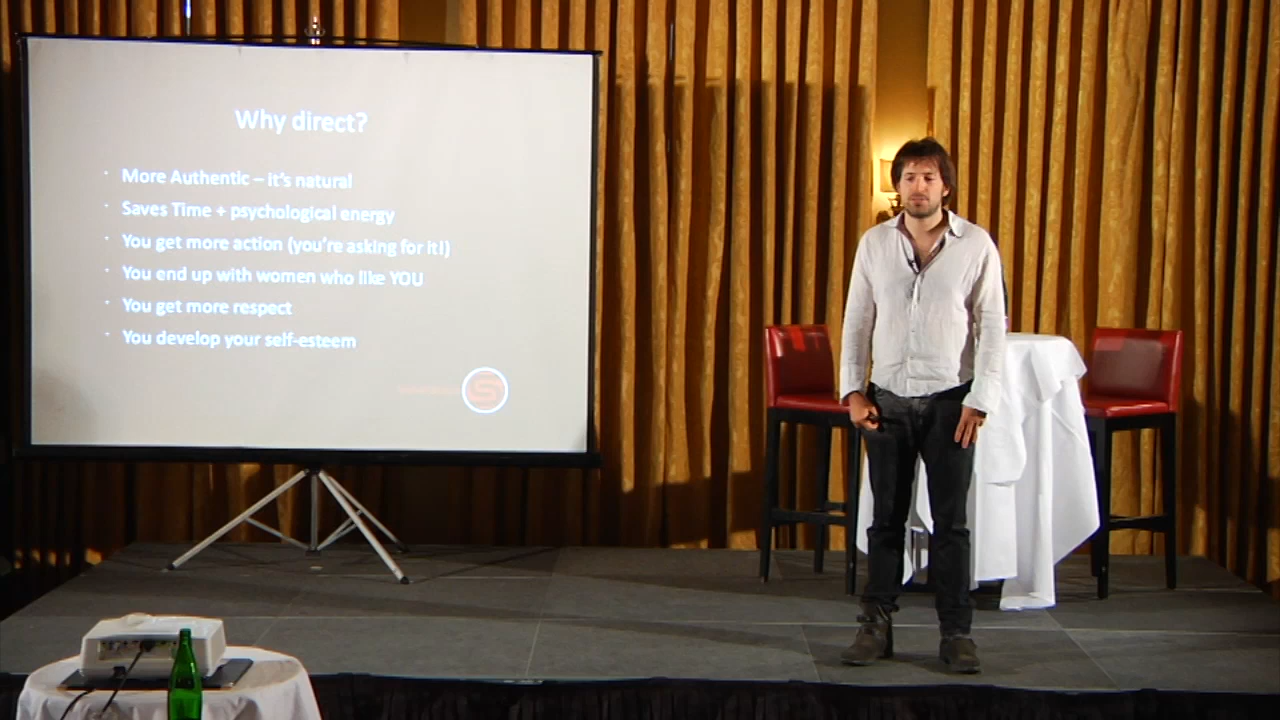 Why direct?
· More Authentic – it's natural
· Saves Time + psychological energy
· You get more action (you're asking for it!)
· You end up with women who like YOU
· You get more respect
· You develop your self-esteem
S